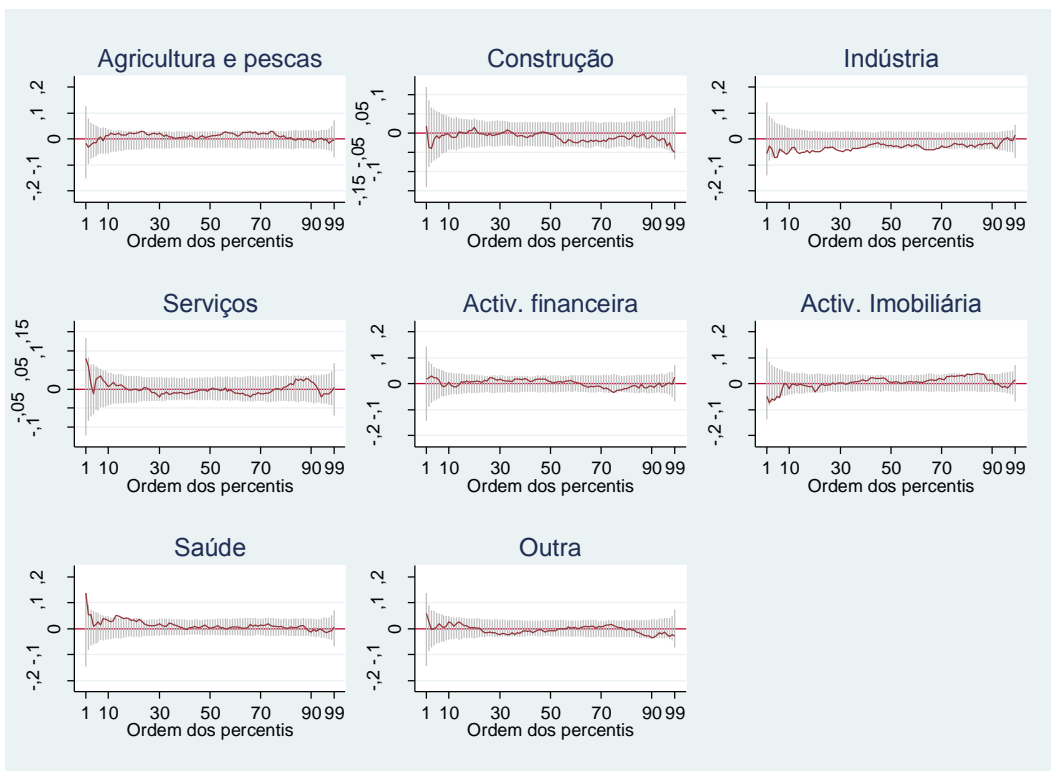 Agricultura e pescas
-,2 -,1 0 ,1 ,2
1 10 30 50 70 90 99
Ordem dos percentis
Construção
-,15 -,1 -,05 0 ,05 ,1
1 10 30 50 70 90 99
Ordem dos percentis
Indústria
-,2 -,1 0 ,1 ,2
1 10 30 50 70 90 99
Ordem dos percentis
Serviços
-,1 -,05 0 ,05 ,1 ,15
1 10 30 50 70 90 99
Ordem dos percentis
Activ. financeira
-,2 -,1 0 ,1 ,2
1 10 30 50 70 90 99
Ordem dos percentis
Activ. Imobiliária
-,2 -,1 0 ,1 ,2
1 10 30 50 70 90 99
Ordem dos percentis
Saúde
-,2 -,1 0 ,1 ,2
1 10 30 50 70 90 99
Ordem dos percentis
Outra
-,2 -,1 0 ,1 ,2
1 10 30 50 70 90 99
Ordem dos percentis